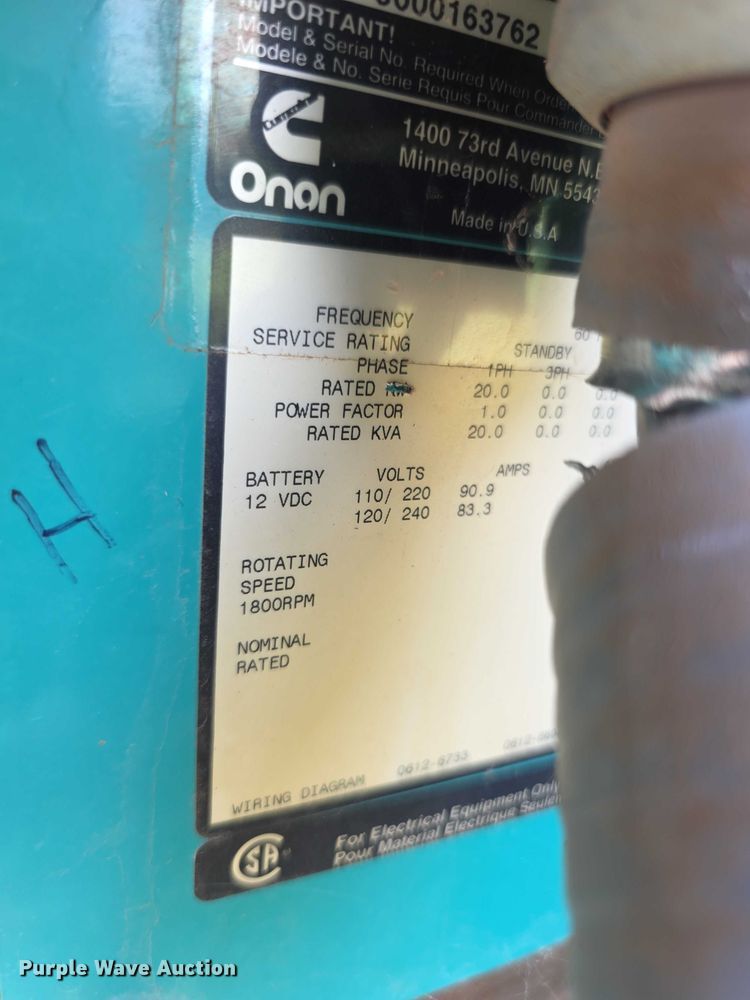 000163762
IMPORTANT!
Model & Serial No. Required When
Modele & No. Serie Requis Pour Commander
Onan
1400 73rd Avenue N.E
Minneapolis, MN 5543
Made in U.S.A
FREQUENCY 60
SERVICE RATING STANDBY
PHASE 1PH 3PH
RATED 20.0 0.0 0.0
POWER FACTOR 1.0 0.0 0.0
RATED KVA 20.0 0.0 0.0
BATTERY VOLTS AMPS
12 VDC 110/ 220 90.9
120/ 240 83.3
ROTATING
SPEED
1800RPM
NOMINAL
RATED
H
WIRING DIAGRAM 0612-6733
For Electrical Equipment Only
Pour Material Electrique
Purple Wave Auction